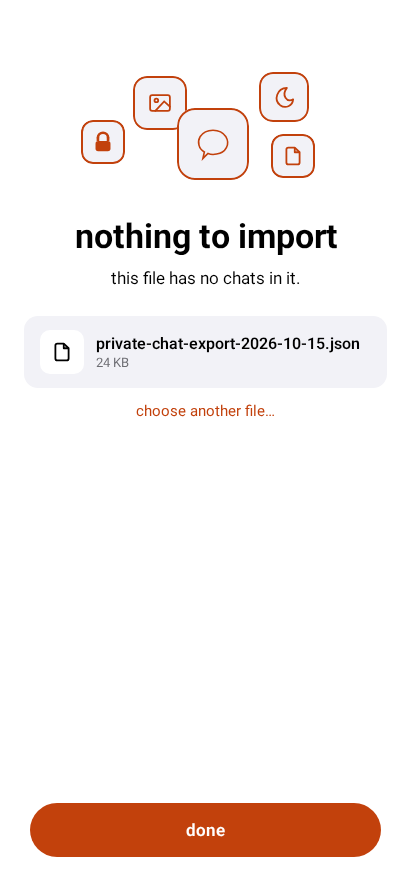 nothing to import
this file has no chats in it.
private-chat-export-2026-10-15.json
24 KB
choose another file…
done